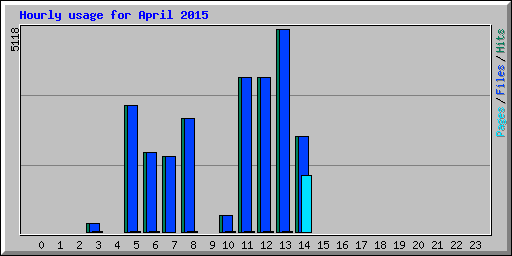 Hourly usage for April 2015
5118
Pages/Files/Hits
0 1 2 3 4 5 6 7 8 9 10 11 12 13 14 15 16 17 18 19 20 21 22 23